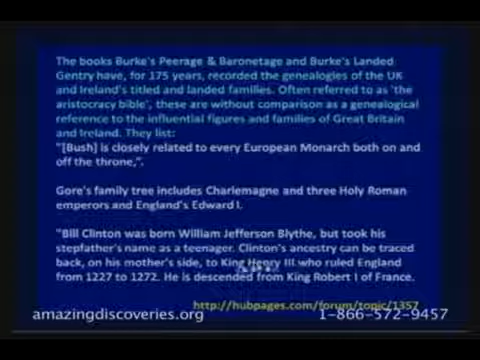 The books Burke's Peerage & Baronetage and Burke's Landed
Gentry have, for 175 years, recorded the genealogies of the UK
and Ireland's titled and landed families. Often referred to as 'the
aristocracy bible', these are without comparison as a genealogical
reference to the influential figures and families of Great Britain
and Ireland. They list:
"[Bush] is closely related to every European Monarch both on and
off the throne,".
Gore's family tree includes Charlemagne and three Holy Roman
emperors and England's Edward I.
"Bill Clinton was born William Jefferson Blythe, but took his
stepfather's name as a teenager. Clinton's ancestry can be traced
back, on his mother's side, to King Henry III who ruled England
from 1227 to 1272. He is descended from King Robert I of France.
http://hubpages.com/forum/topic/1357
amazingdiscoveries.org 1-866-572-9457